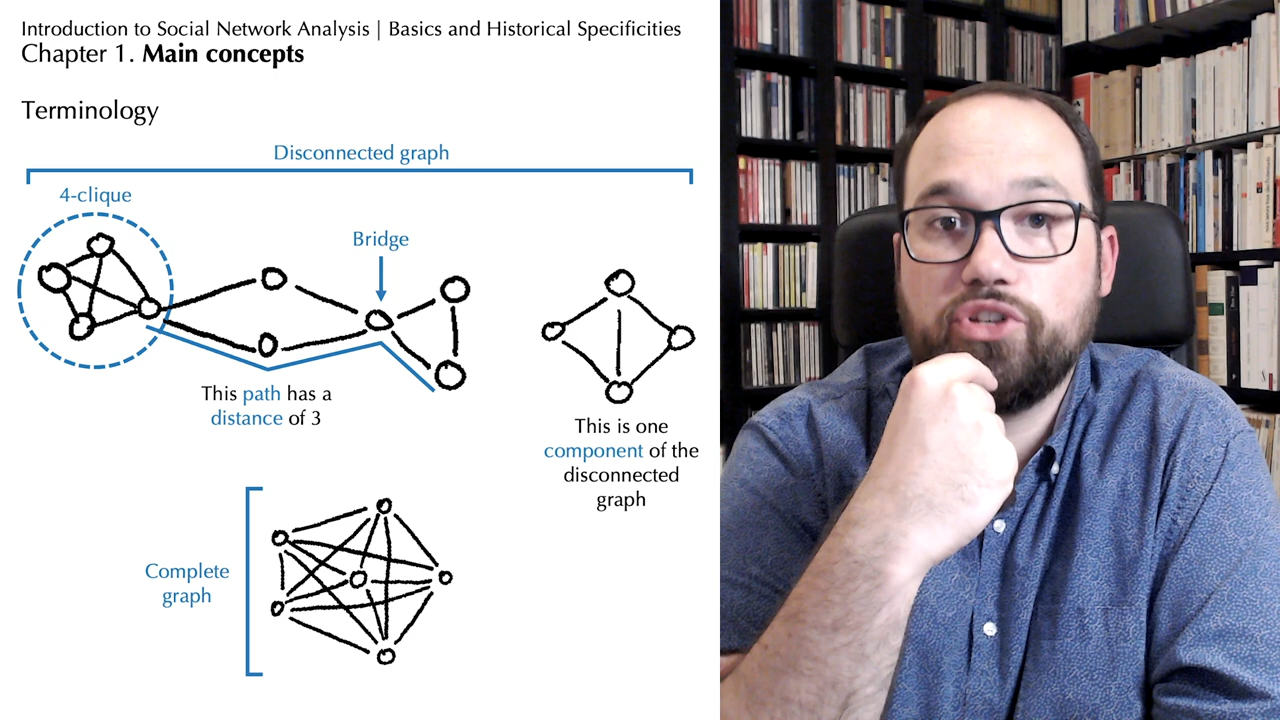 Introduction to Social Network Analysis | Basics and Historical Specificities
Chapter 1. Main concepts
Terminology
Disconnected graph
4-clique
Bridge
This path has a
distance of 3
This is one
component of the
disconnected
graph
Complete
graph